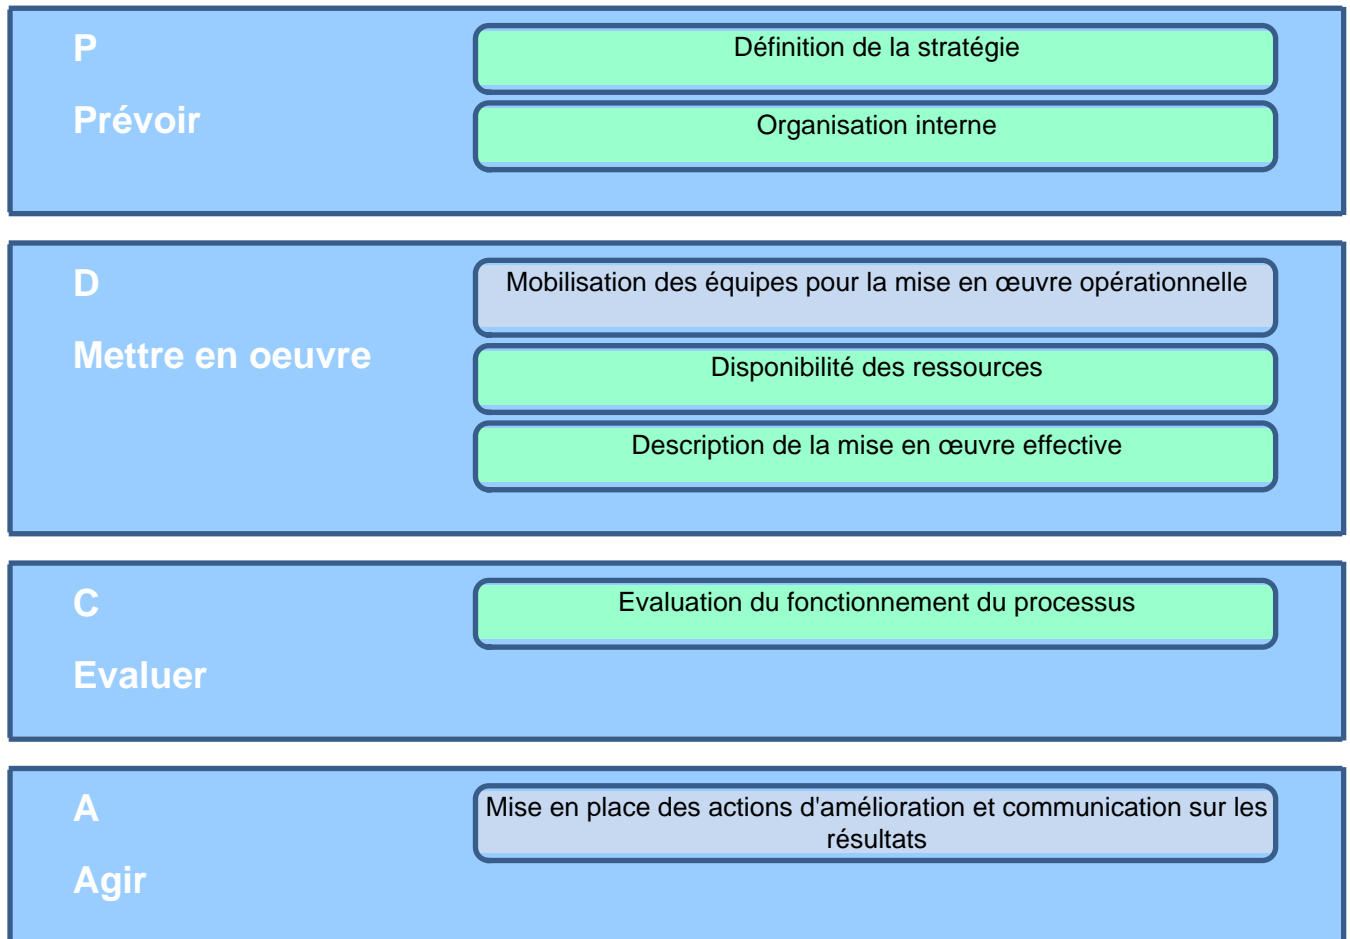 P
Définition de la stratégie
Prévoir
Organisation interne
D
Mobilisation des équipes pour la mise en œuvre opérationnelle
Mettre en oeuvre
Disponibilité des ressources
Description de la mise en œuvre effective
C
Evaluation du fonctionnement du processus
Evaluer
A
Mise en place des actions d'amélioration et communication sur les
résultats
Agir